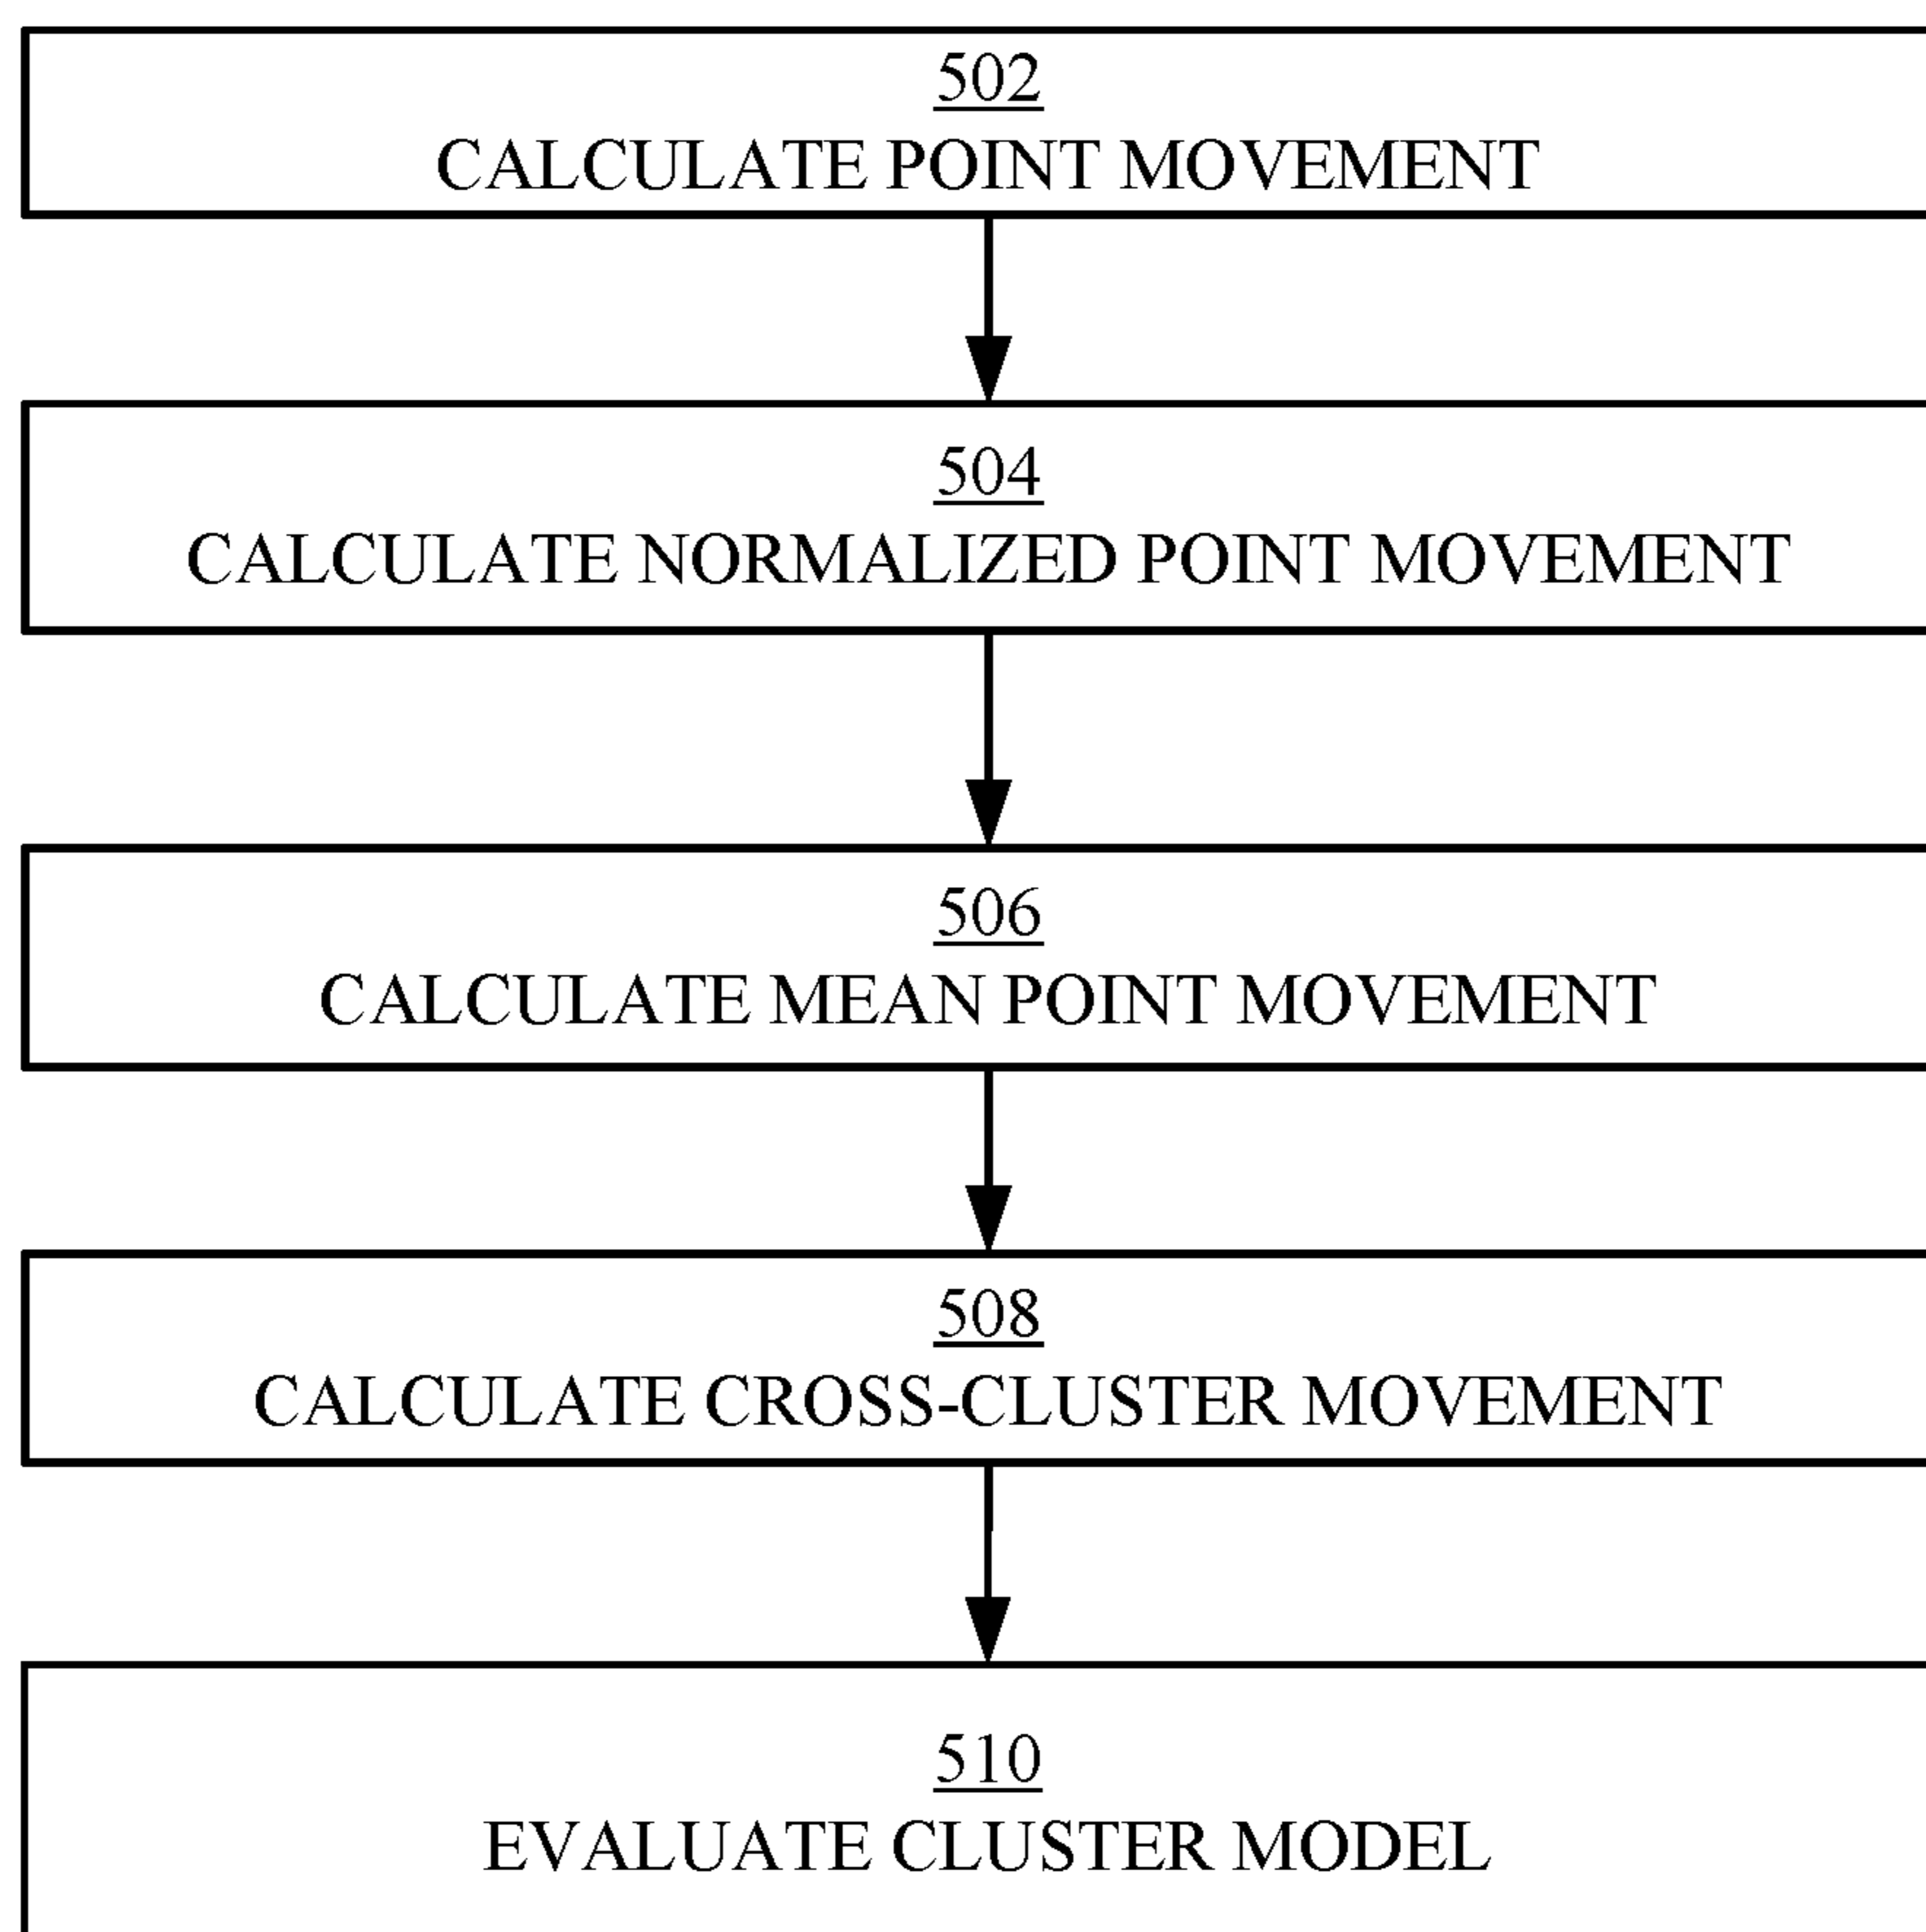 502
CALCULATE POINT MOVEMENT
504
CALCULATE NORMALIZED POINT MOVEMENT
506
CALCULATE MEAN POINT MOVEMENT
508
CALCULATE CROSS-CLUSTER MOVEMENT
510
EVALUATE CLUSTER MODEL